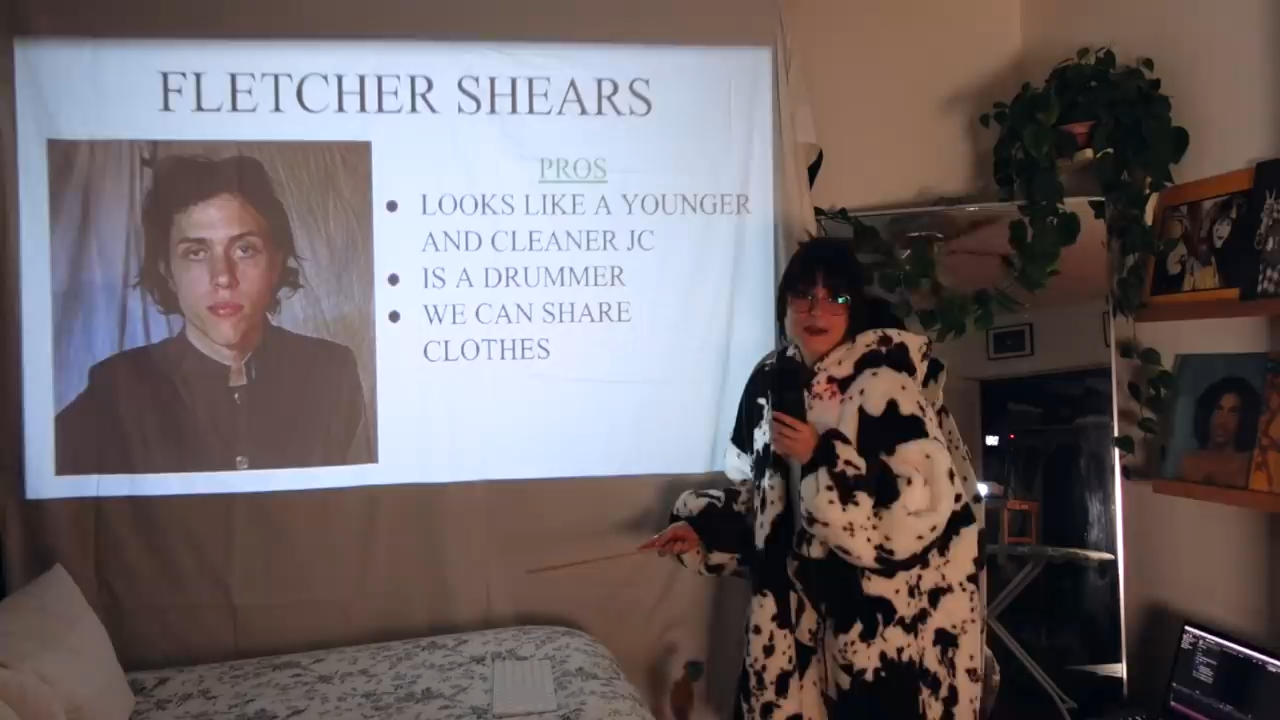 FLETCHER SHEARS
PROS
● LOOKS LIKE A YOUNGER
AND CLEANER JC
● IS A DRUMMER
● WE CAN SHARE
CLOTHES